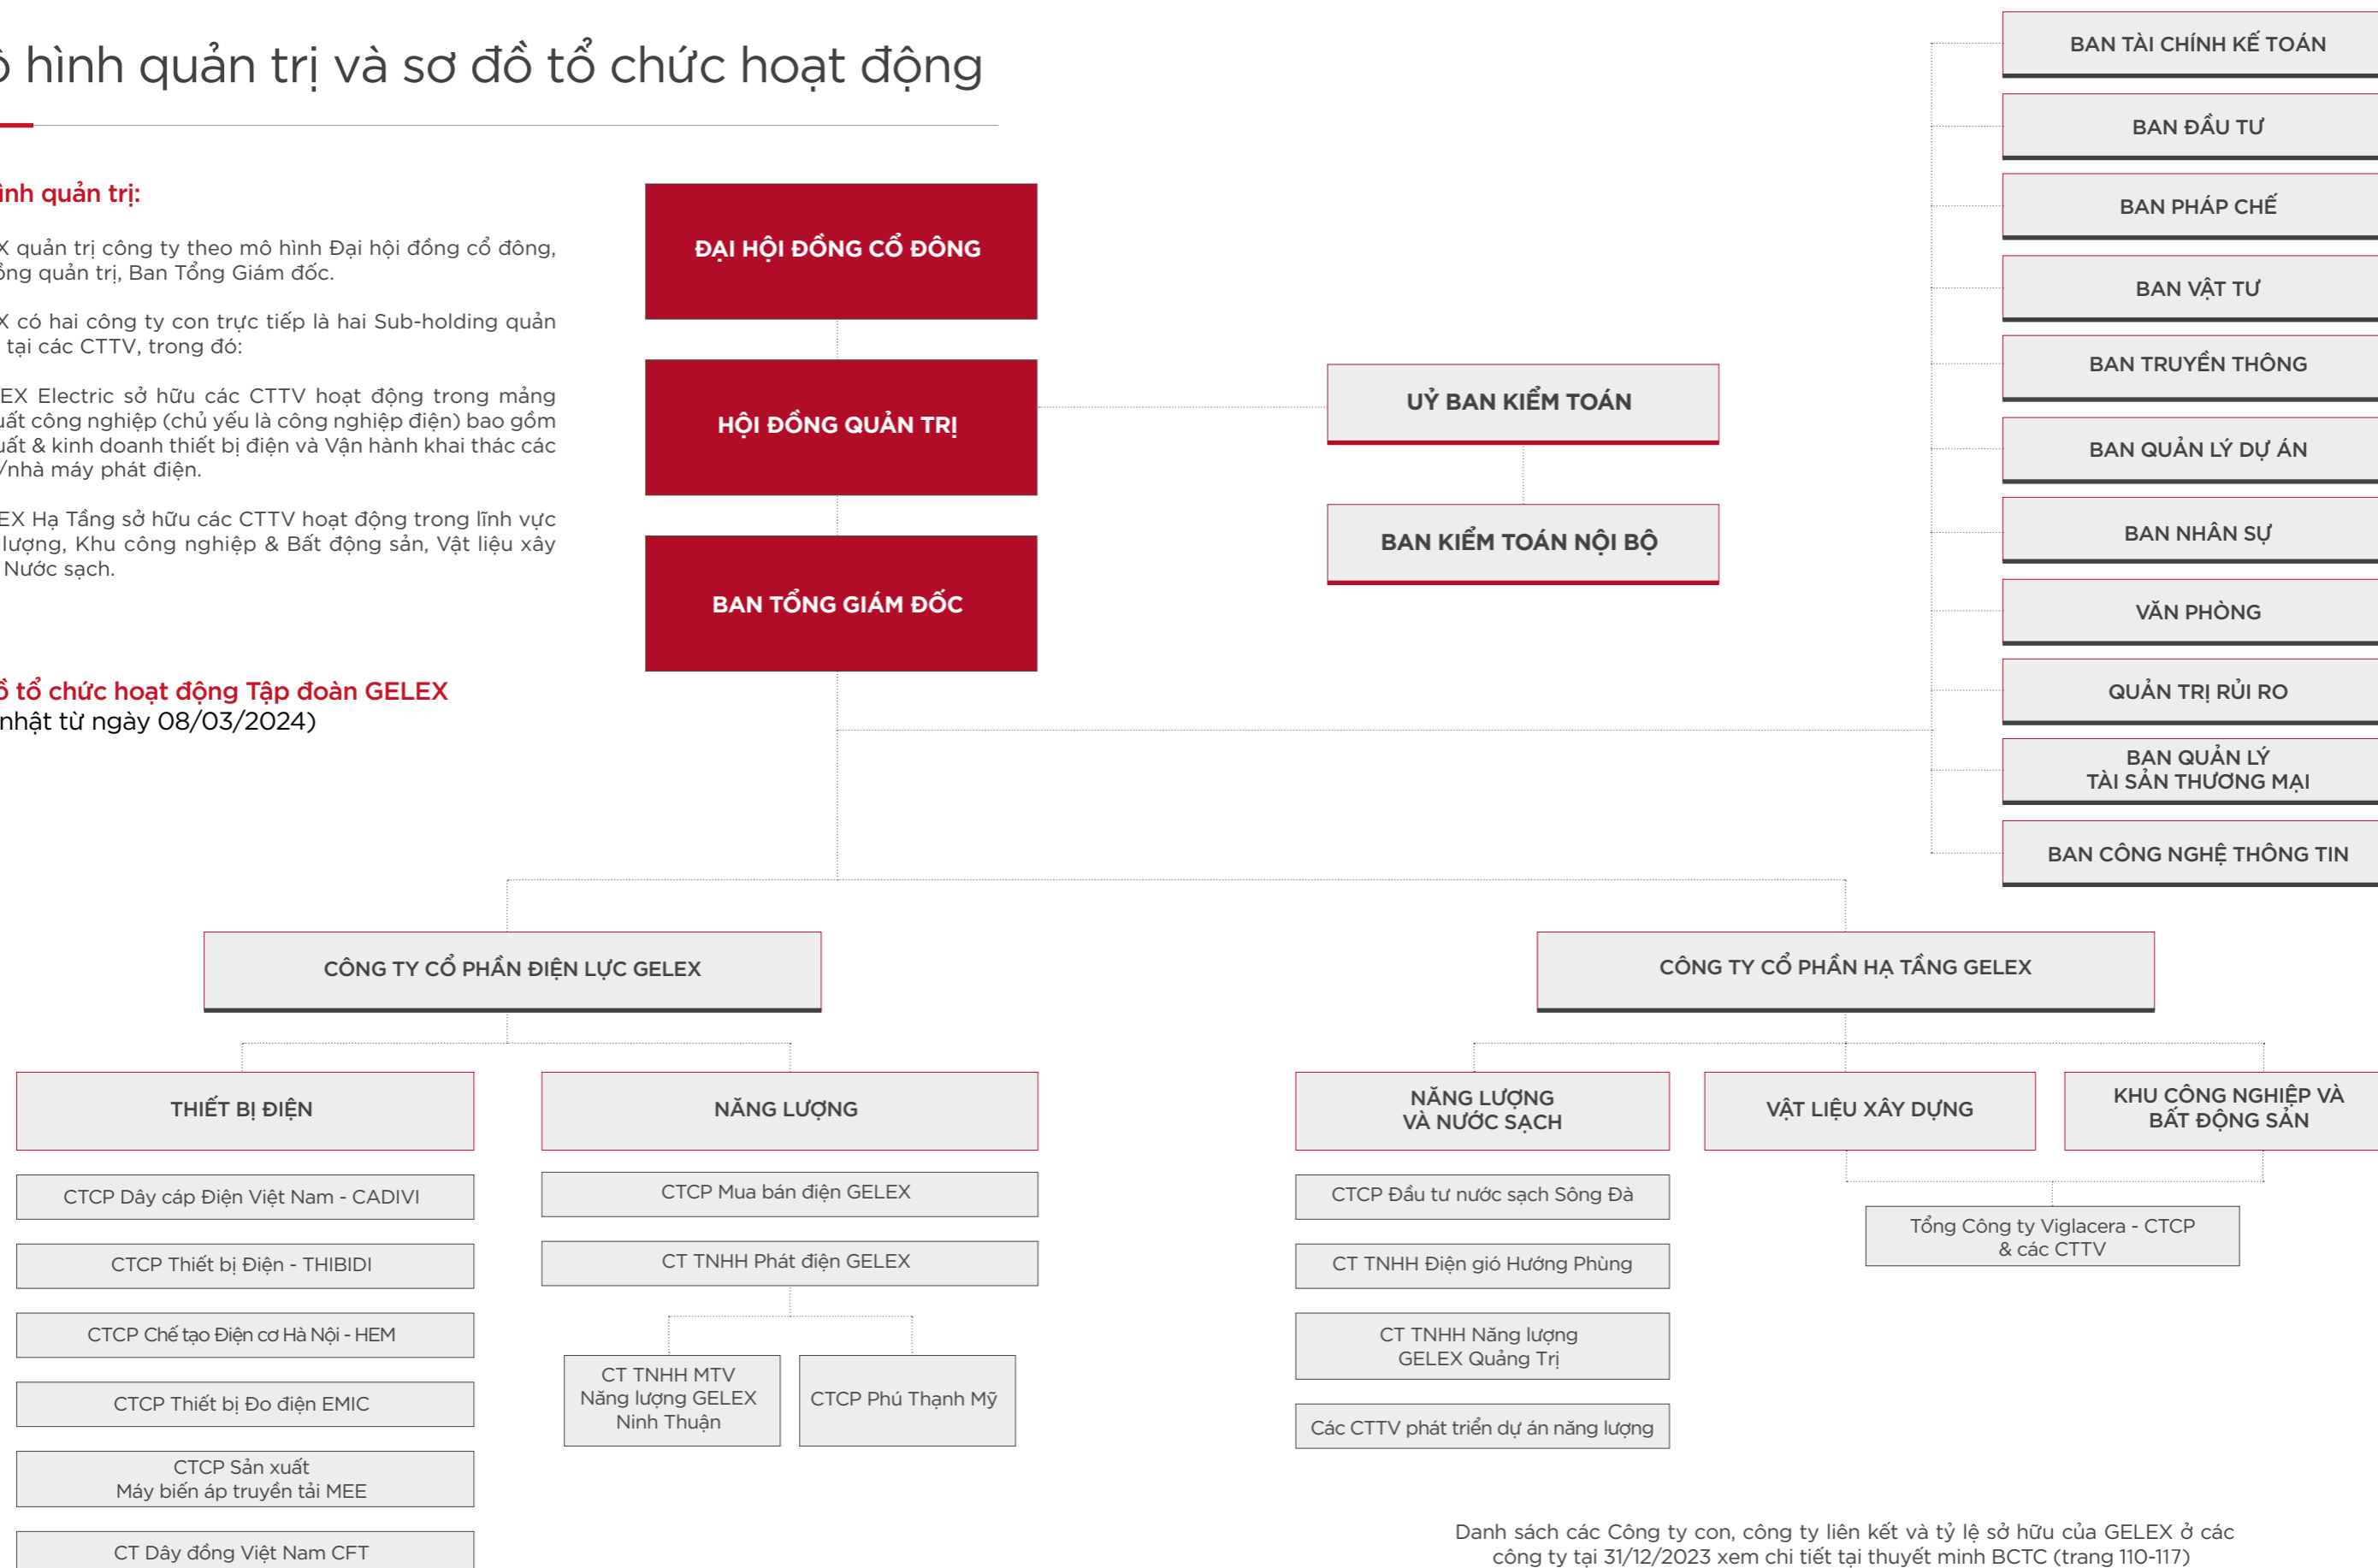 ô hình quản trị và sơ đồ tổ chức hoạt động
ình quản trị:
X quản trị công ty theo mô hình Đại hội đồng cổ đông,
ồng quản trị, Ban Tổng Giám đốc.
X có hai công ty con trực tiếp là hai Sub-holding quản
tại các CTTV, trong đó:
EX Electric sở hữu các CTTV hoạt động trong mảng
uất công nghiệp (chủ yếu là công nghiệp điện) bao gồm
uất & kinh doanh thiết bị điện và Vận hành khai thác các
/nhà máy phát điện.
EX Hạ Tầng sở hữu các CTTV hoạt động trong lĩnh vực
lượng, Khu công nghiệp & Bất động sản, Vật liệu xây
Nước sạch.
ồ tổ chức hoạt động Tập đoàn GELEX
nhật từ ngày 08/03/2024)
ĐẠI HỘI ĐỒNG CỔ ĐÔNG
HỘI ĐỒNG QUẢN TRỊ
BAN TỔNG GIÁM ĐỐC
UỶ BAN KIỂM TOÁN
BAN KIỂM TOÁN NỘI BỘ
BAN TÀI CHÍNH KẾ TOÁN
BAN ĐẦU TƯ
BAN PHÁP CHẾ
BAN VẬT TƯ
BAN TRUYỀN THÔNG
BAN QUẢN LÝ DỰ ÁN
BAN NHÂN SỰ
VĂN PHÒNG
QUẢN TRỊ RỦI RO
BAN QUẢN LÝ
TÀI SẢN THƯƠNG MẠI
BAN CÔNG NGHỆ THÔNG TIN
CÔNG TY CỔ PHẦN ĐIỆN LỰC GELEX
THIẾT BỊ ĐIỆN
CTCP Dây cáp Điện Việt Nam - CADIVI
CTCP Thiết bị Điện - THIBIDI
CTCP Chế tạo Điện cơ Hà Nội - HEM
CTCP Thiết bị Đo điện EMIC
CTCP Sản xuất
Máy biến áp truyền tải MEE
CT Dây đồng Việt Nam CFT
NĂNG LƯỢNG
CTCP Mua bán điện GELEX
CT TNHH Phát điện GELEX
CT TNHH MTV
Năng lượng GELEX
Ninh Thuận
CTCP Phú Thạnh Mỹ
CÔNG TY CỔ PHẦN HẠ TẦNG GELEX
NĂNG LƯỢNG
VÀ NƯỚC SẠCH
CTCP Đầu tư nước sạch Sông Đà
CT TNHH Điện gió Hướng Phùng
CT TNHH Năng lượng
GELEX Quảng Trị
Các CTTV phát triển dự án năng lượng
VẬT LIỆU XÂY DỰNG
KHU CÔNG NGHIỆP VÀ
BẤT ĐỘNG SẢN
Tổng Công ty Viglacera - CTCP
& các CTTV
Danh sách các Công ty con, công ty liên kết và tỷ lệ sở hữu của GELEX ở các
công ty tại 31/12/2023 xem chi tiết tại thuyết minh BCTC (trang 110-117)